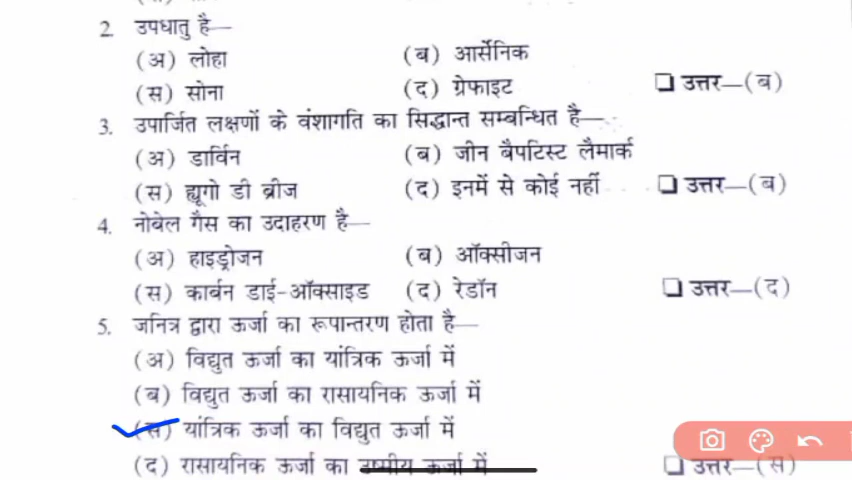 2. उपधातु है—
(अ) लोहा (ब) आर्सेनिक
(स) सोना (द) ग्रेफाइट ❑ उत्तर—(ब)
3. उपार्जित लक्षणों के वंशागति का सिद्धान्त सम्बन्धित है—
(अ) डार्विन (ब) जीन बैपटिस्ट लैमार्क
(स) ह्यूगो डी ब्रीज (द) इनमें से कोई नहीं ❑ उत्तर—(ब)
4. नोबेल गैस का उदाहरण है—
(अ) हाइड्रोजन (ब) ऑक्सीजन
(स) कार्बन डाई-ऑक्साइड (द) रेडॉन ❑ उत्तर—(द)
5. जनित्र द्वारा ऊर्जा का रूपान्तरण होता है—
(अ) विद्युत ऊर्जा का यांत्रिक ऊर्जा में
(ब) विद्युत ऊर्जा का रासायनिक ऊर्जा में
(स) यांत्रिक ऊर्जा का विद्युत ऊर्जा में
(द) रासायनिक ऊर्जा का उष्मीय ऊर्जा में ❑ उत्तर—(स)